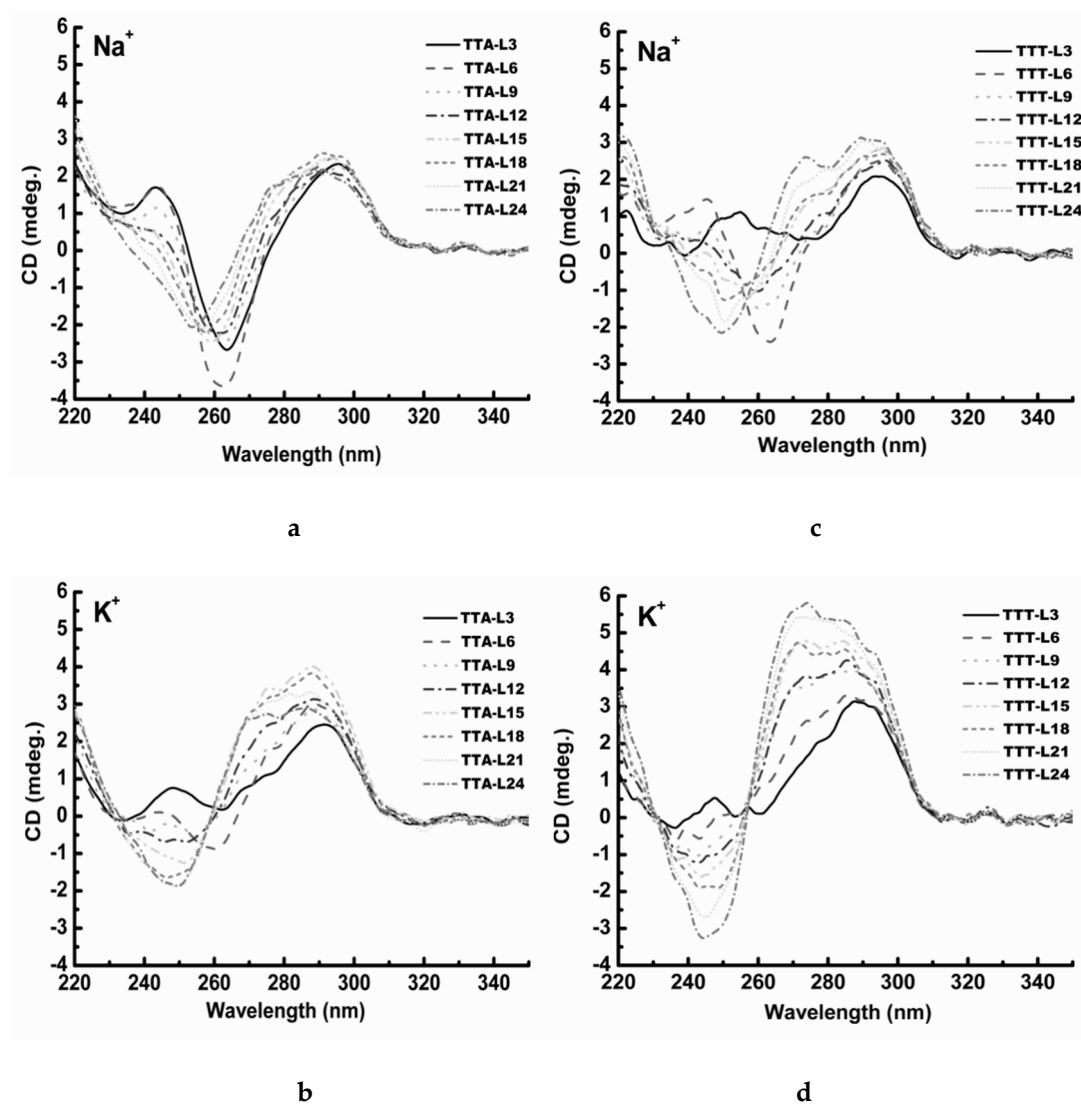 Na+
TTA-L3
TTA-L6
TTA-L9
TTA-L12
TTA-L15
TTA-L18
TTA-L21
TTA-L24
6
5
4
3
2
1
0
-1
-2
-3
-4
CD (mdeg.)
220 240 260 280 300 320 340
Wavelength (nm)
a
Na+
TTT-L3
TTT-L6
TTT-L9
TTT-L12
TTT-L15
TTT-L18
TTT-L21
TTT-L24
6
5
4
3
2
1
0
-1
-2
-3
-4
CD (mdeg.)
220 240 260 280 300 320 340
Wavelength (nm)
c
K+
TTA-L3
TTA-L6
TTA-L9
TTA-L12
TTA-L15
TTA-L18
TTA-L21
TTA-L24
6
5
4
3
2
1
0
-1
-2
-3
-4
CD (mdeg.)
220 240 260 280 300 320 340
Wavelength (nm)
b
K+
TTT-L3
TTT-L6
TTT-L9
TTT-L12
TTT-L15
TTT-L18
TTT-L21
TTT-L24
6
5
4
3
2
1
0
-1
-2
-3
-4
CD (mdeg.)
220 240 260 280 300 320 340
Wavelength (nm)
d